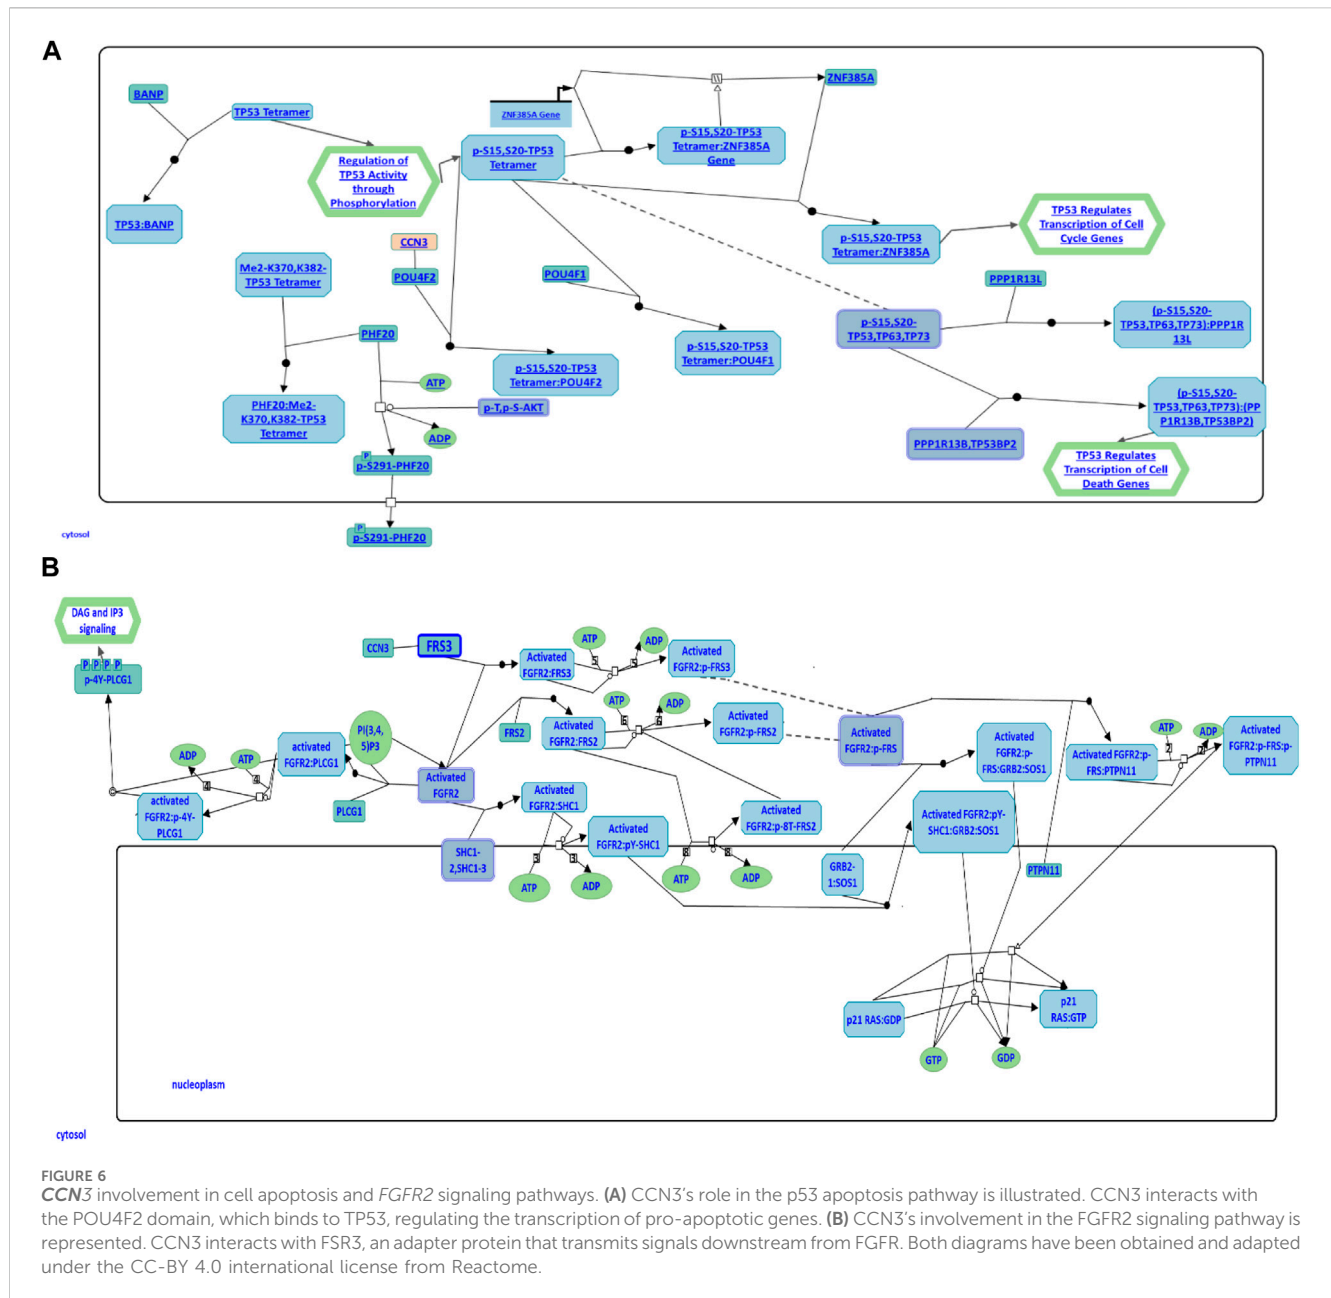 A
BANP
TP53 Tetramer
TP53:BANP
Regulation of
TP53 Activity
through
Phosphorylation
ZNF385A Gene
p-S15,S20-TP53
Tetramer
p-S15,S20-TP53
Tetramer:ZNF385A
Gene
ZNF385A
p-S15,S20-TP53
Tetramer:ZNF385A
TP53 Regulates
Transcription of Cell
Cycle Genes
CCN3
POU4F2
POU4F1
Me2-K370,K382-
TP53 Tetramer
PHF20
p-S15,S20-TP53
Tetramer:POU4F2
p-S15,S20-TP53
Tetramer:POU4F1
PPP1R13L
p-S15,S20-
TP53,TP63,TP73
(p-S15,S20-
TP53,TP63,TP73):PPP1R
13L
ATP
p-T,p-S-AKT
ADP
PHF20:Me2-
K370,K382-TP53
Tetramer
P
p-S291-PHF20
PPP1R13B,TP53BP2
(p-S15,S20-
TP53,TP63,TP73):(PP
P1R13B,TP53BP2)
TP53 Regulates
Transcription of Cell
Death Genes
cytosol
P
p-S291-PHF20
B
DAG and IP3
signaling
P P P P
p-4Y-PLCG1
CCN3
FRS3
Activated
FGFR2:FRS3
ATP
ADP
Activated
FGFR2:p-FRS3
FRS2
Activated
FGFR2:FRS2
ATP
ADP
Activated
FGFR2:p-FRS2
Activated
FGFR2:p-FRS
Activated
FGFR2:p-
FRS:GRB2:SOS1
Activated FGFR2:p-
FRS:PTPN11
ATP
2
ADP
Activated
FGFR2:p-FRS:p-
PTPN11
PI(3,4,
5)P3
activated
FGFR2:PLCG1
ADP
4
ATP
4
activated
FGFR2:p-4Y-
PLCG1
PLCG1
Activated
FGFR2
Activated
FGFR2:SHC1
SHC1-
2,SHC1-3
Activated
FGFR2:pY-SHC1
3
3
ATP
ADP
Activated
FGFR2:p-8T-FRS2
8
8
ATP
ADP
GRB2-
1:SOS1
Activated FGFR2:pY-
SHC1:GRB2:SOS1
PTPN11
p21 RAS:GDP
p21
RAS:GTP
GTP
GDP
nucleoplasm
cytosol
FIGURE 6
CCN3 involvement in cell apoptosis and FGFR2 signaling pathways. (A) CCN3's role in the p53 apoptosis pathway is illustrated. CCN3 interacts with
the POU4F2 domain, which binds to TP53, regulating the transcription of pro-apoptotic genes. (B) CCN3's involvement in the FGFR2 signaling pathway is
represented. CCN3 interacts with FSR3, an adapter protein that transmits signals downstream from FGFR. Both diagrams have been obtained and adapted
under the CC-BY 4.0 international license from Reactome.